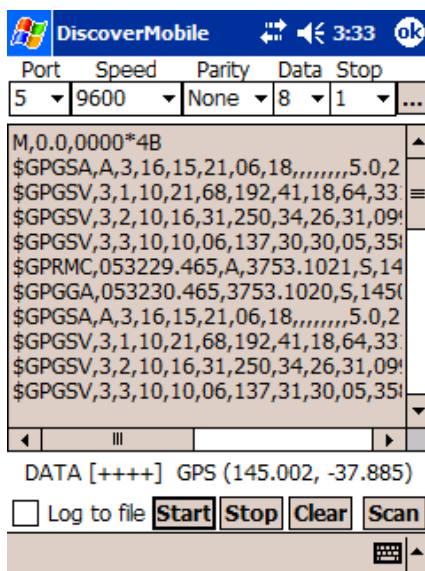 DiscoverMobile 3:33 ok
Port Speed Parity Data Stop
5 9600 None 8 1 ...
M,0.0,0000*4B
$GPGSA,A,3,16,15,21,06,18,,,,,,,,5.0,2
$GPGSV,3,1,10,21,68,192,41,18,64,33
$GPGSV,3,2,10,16,31,250,34,26,31,09
$GPGSV,3,3,10,10,06,137,30,30,05,35
$GPRMC,053229.465,A,3753.1021,S,14
$GPGGA,053230.465,3753.1020,S,145
$GPGSA,A,3,16,15,21,06,18,,,,,,,,5.0,2
$GPGSV,3,1,10,21,68,192,41,18,64,33
$GPGSV,3,2,10,16,31,250,34,26,31,09
$GPGSV,3,3,10,10,06,137,31,30,05,35
DATA [++++] GPS (145.002, -37.885)
Log to file Start Stop Clear Scan